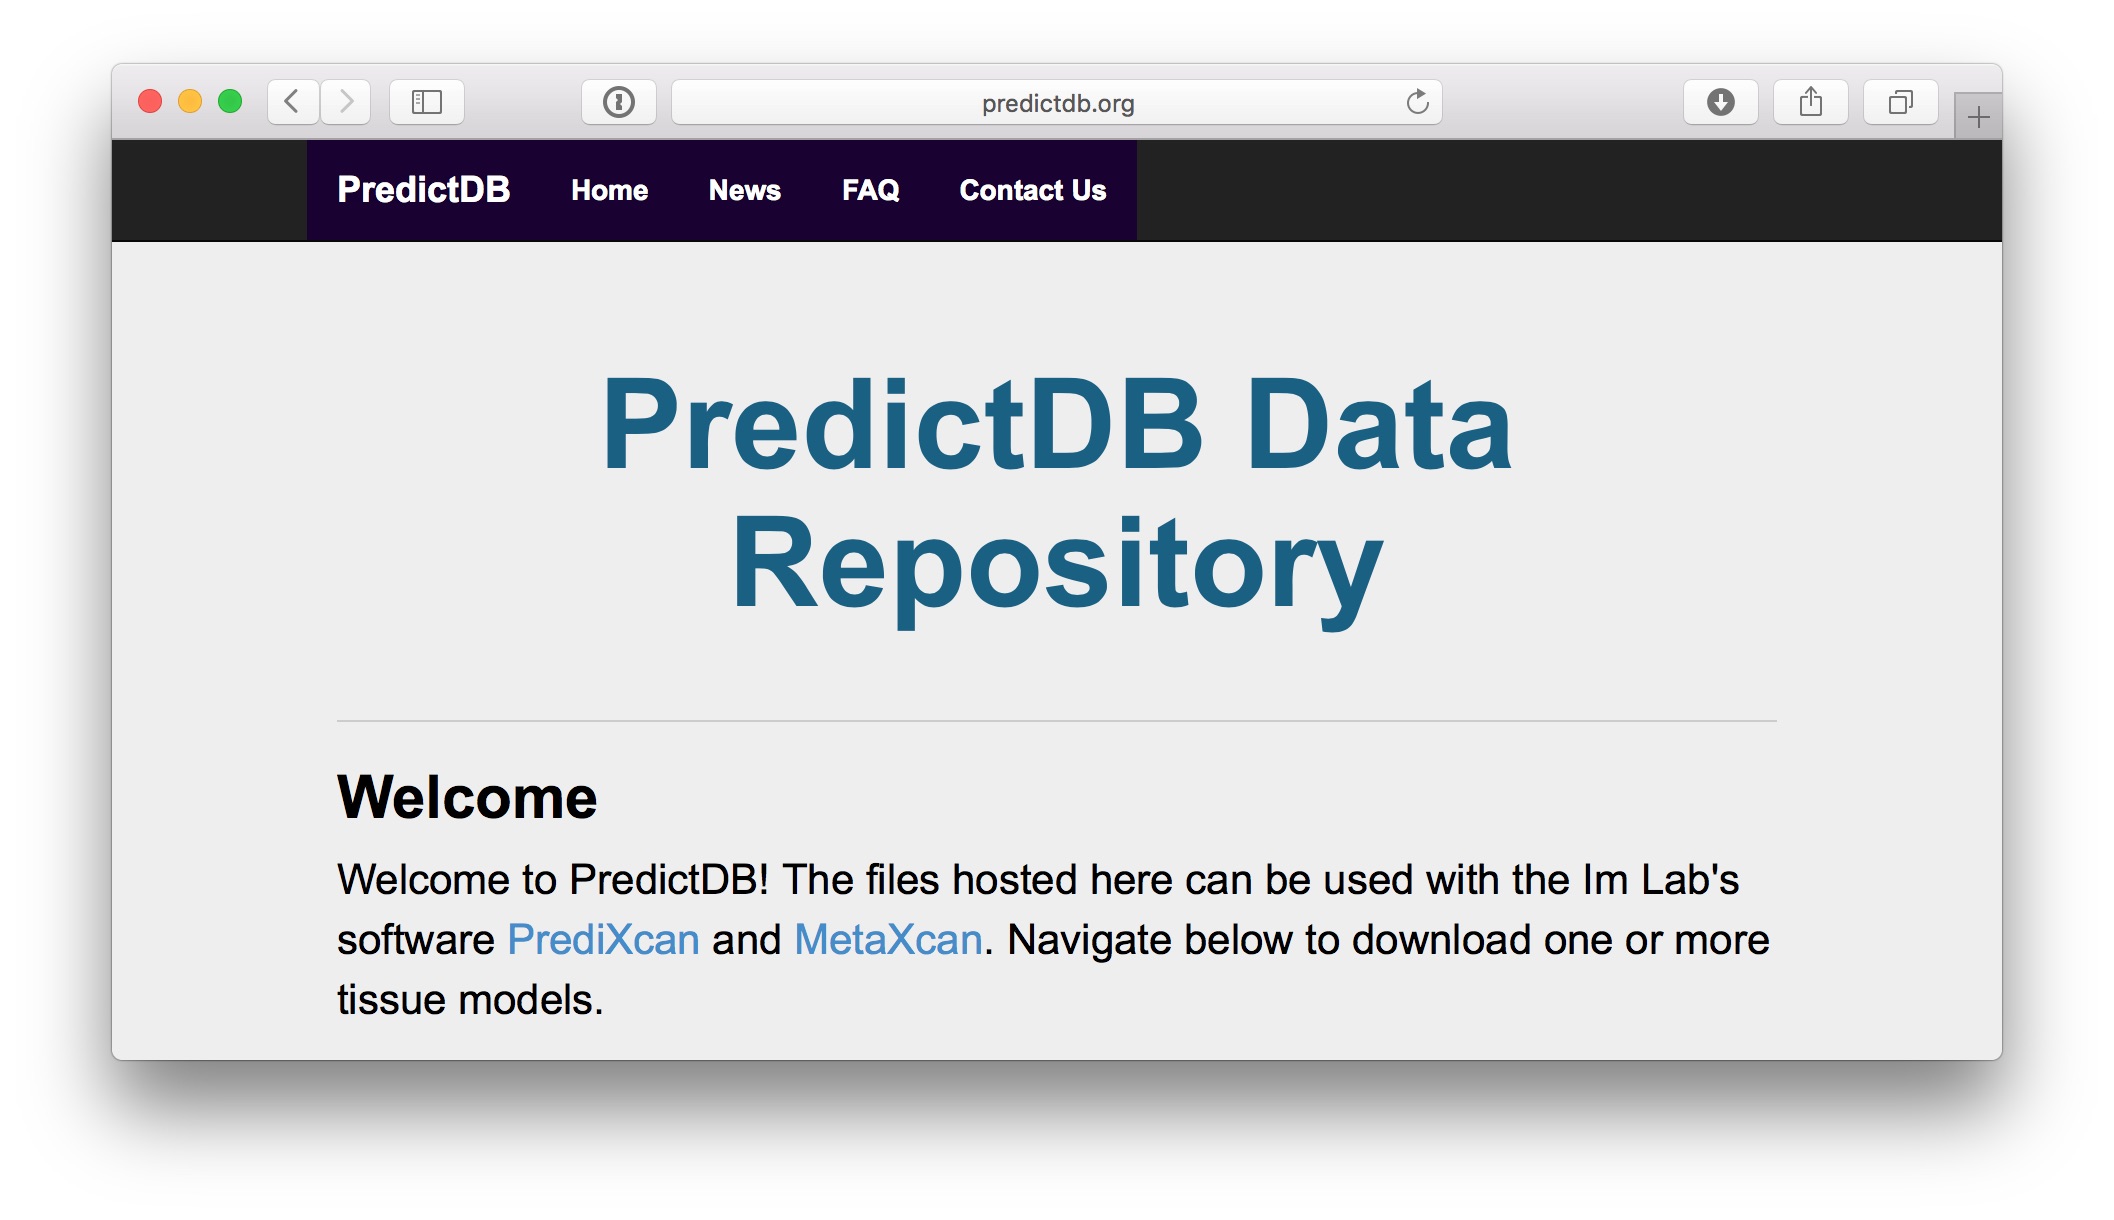 predictdb.org
PredictDB Home News FAQ Contact Us
PredictDB Data
Repository
Welcome
Welcome to PredictDB! The files hosted here can be used with the Im Lab's
software PrediXcan and MetaXcan. Navigate below to download one or more
tissue models.